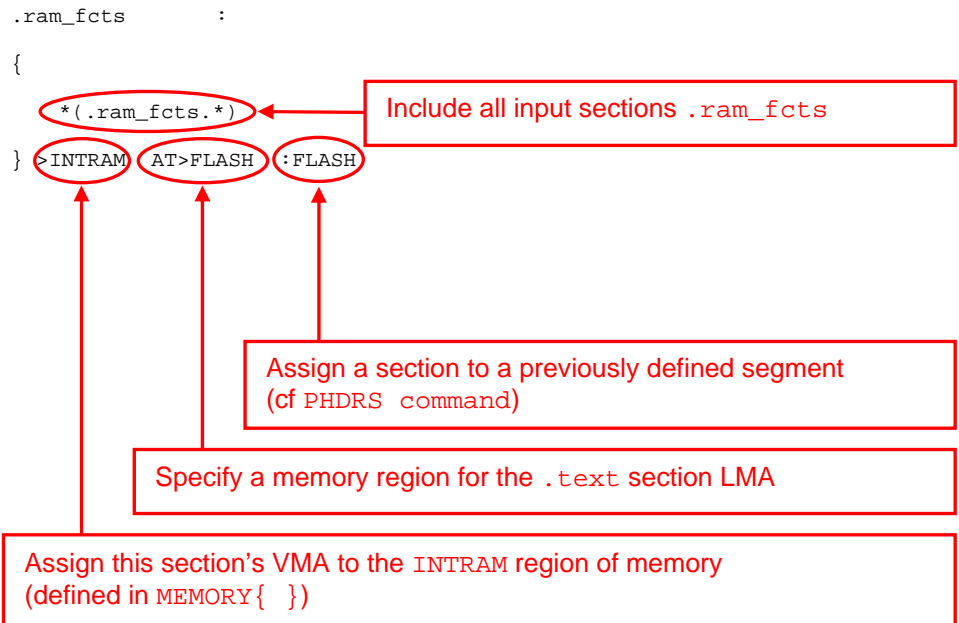 .ram_fcts :
{
*(.ram_fcts.*)
Include all input sections .ram_fcts
} >INTRAM AT>FLASH :FLASH
Assign a section to a previously defined segment
(cf PHDRS command)
Specify a memory region for the .text section LMA
Assign this section's VMA to the INTRAM region of memory
(defined in MEMORY{ })